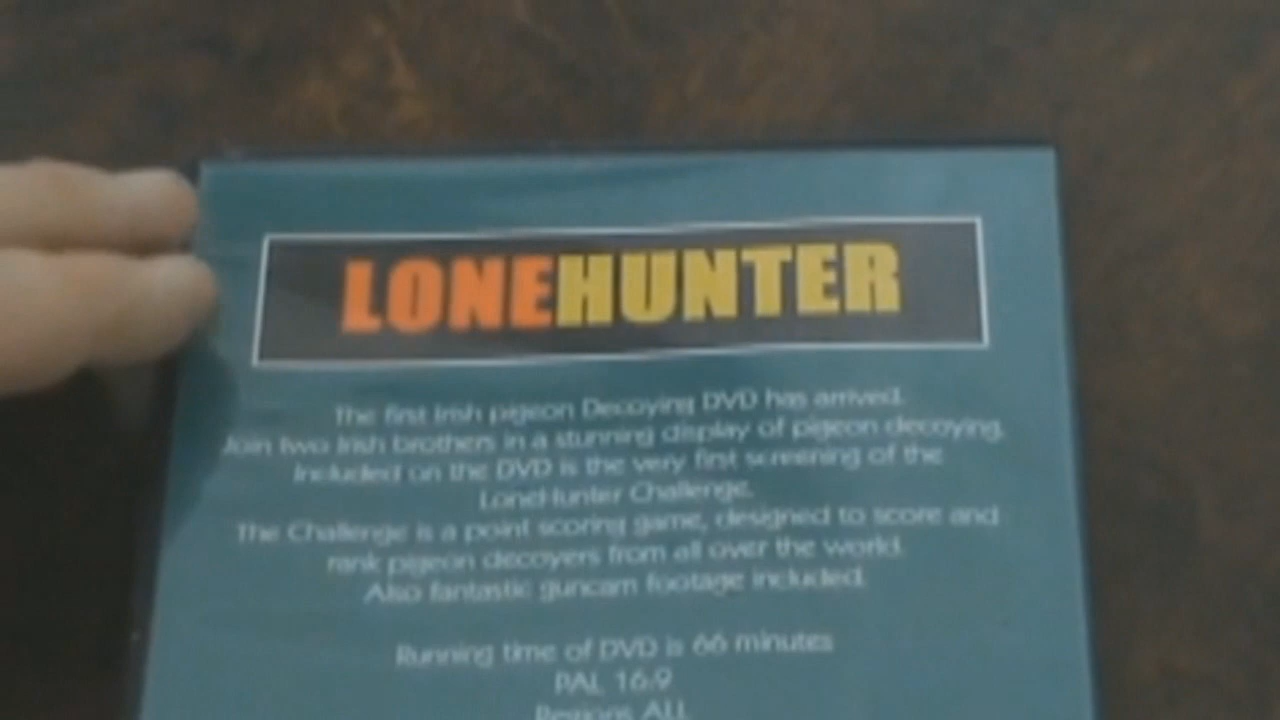 LONEHUNTER
The first Irish pigeon Decoying DVD has arrived.
Join two Irish brothers in a stunning display of pigeon decoying.
Included on the DVD is the very first screening of the
LoneHunter Challenge.
The Challenge is a point scoring game, designed to score and
rank pigeon decoyers from all over the world.
Also fantastic guncam footage included.
Running time of DVD is 66 minutes
PAL 16:9
Regions ALL